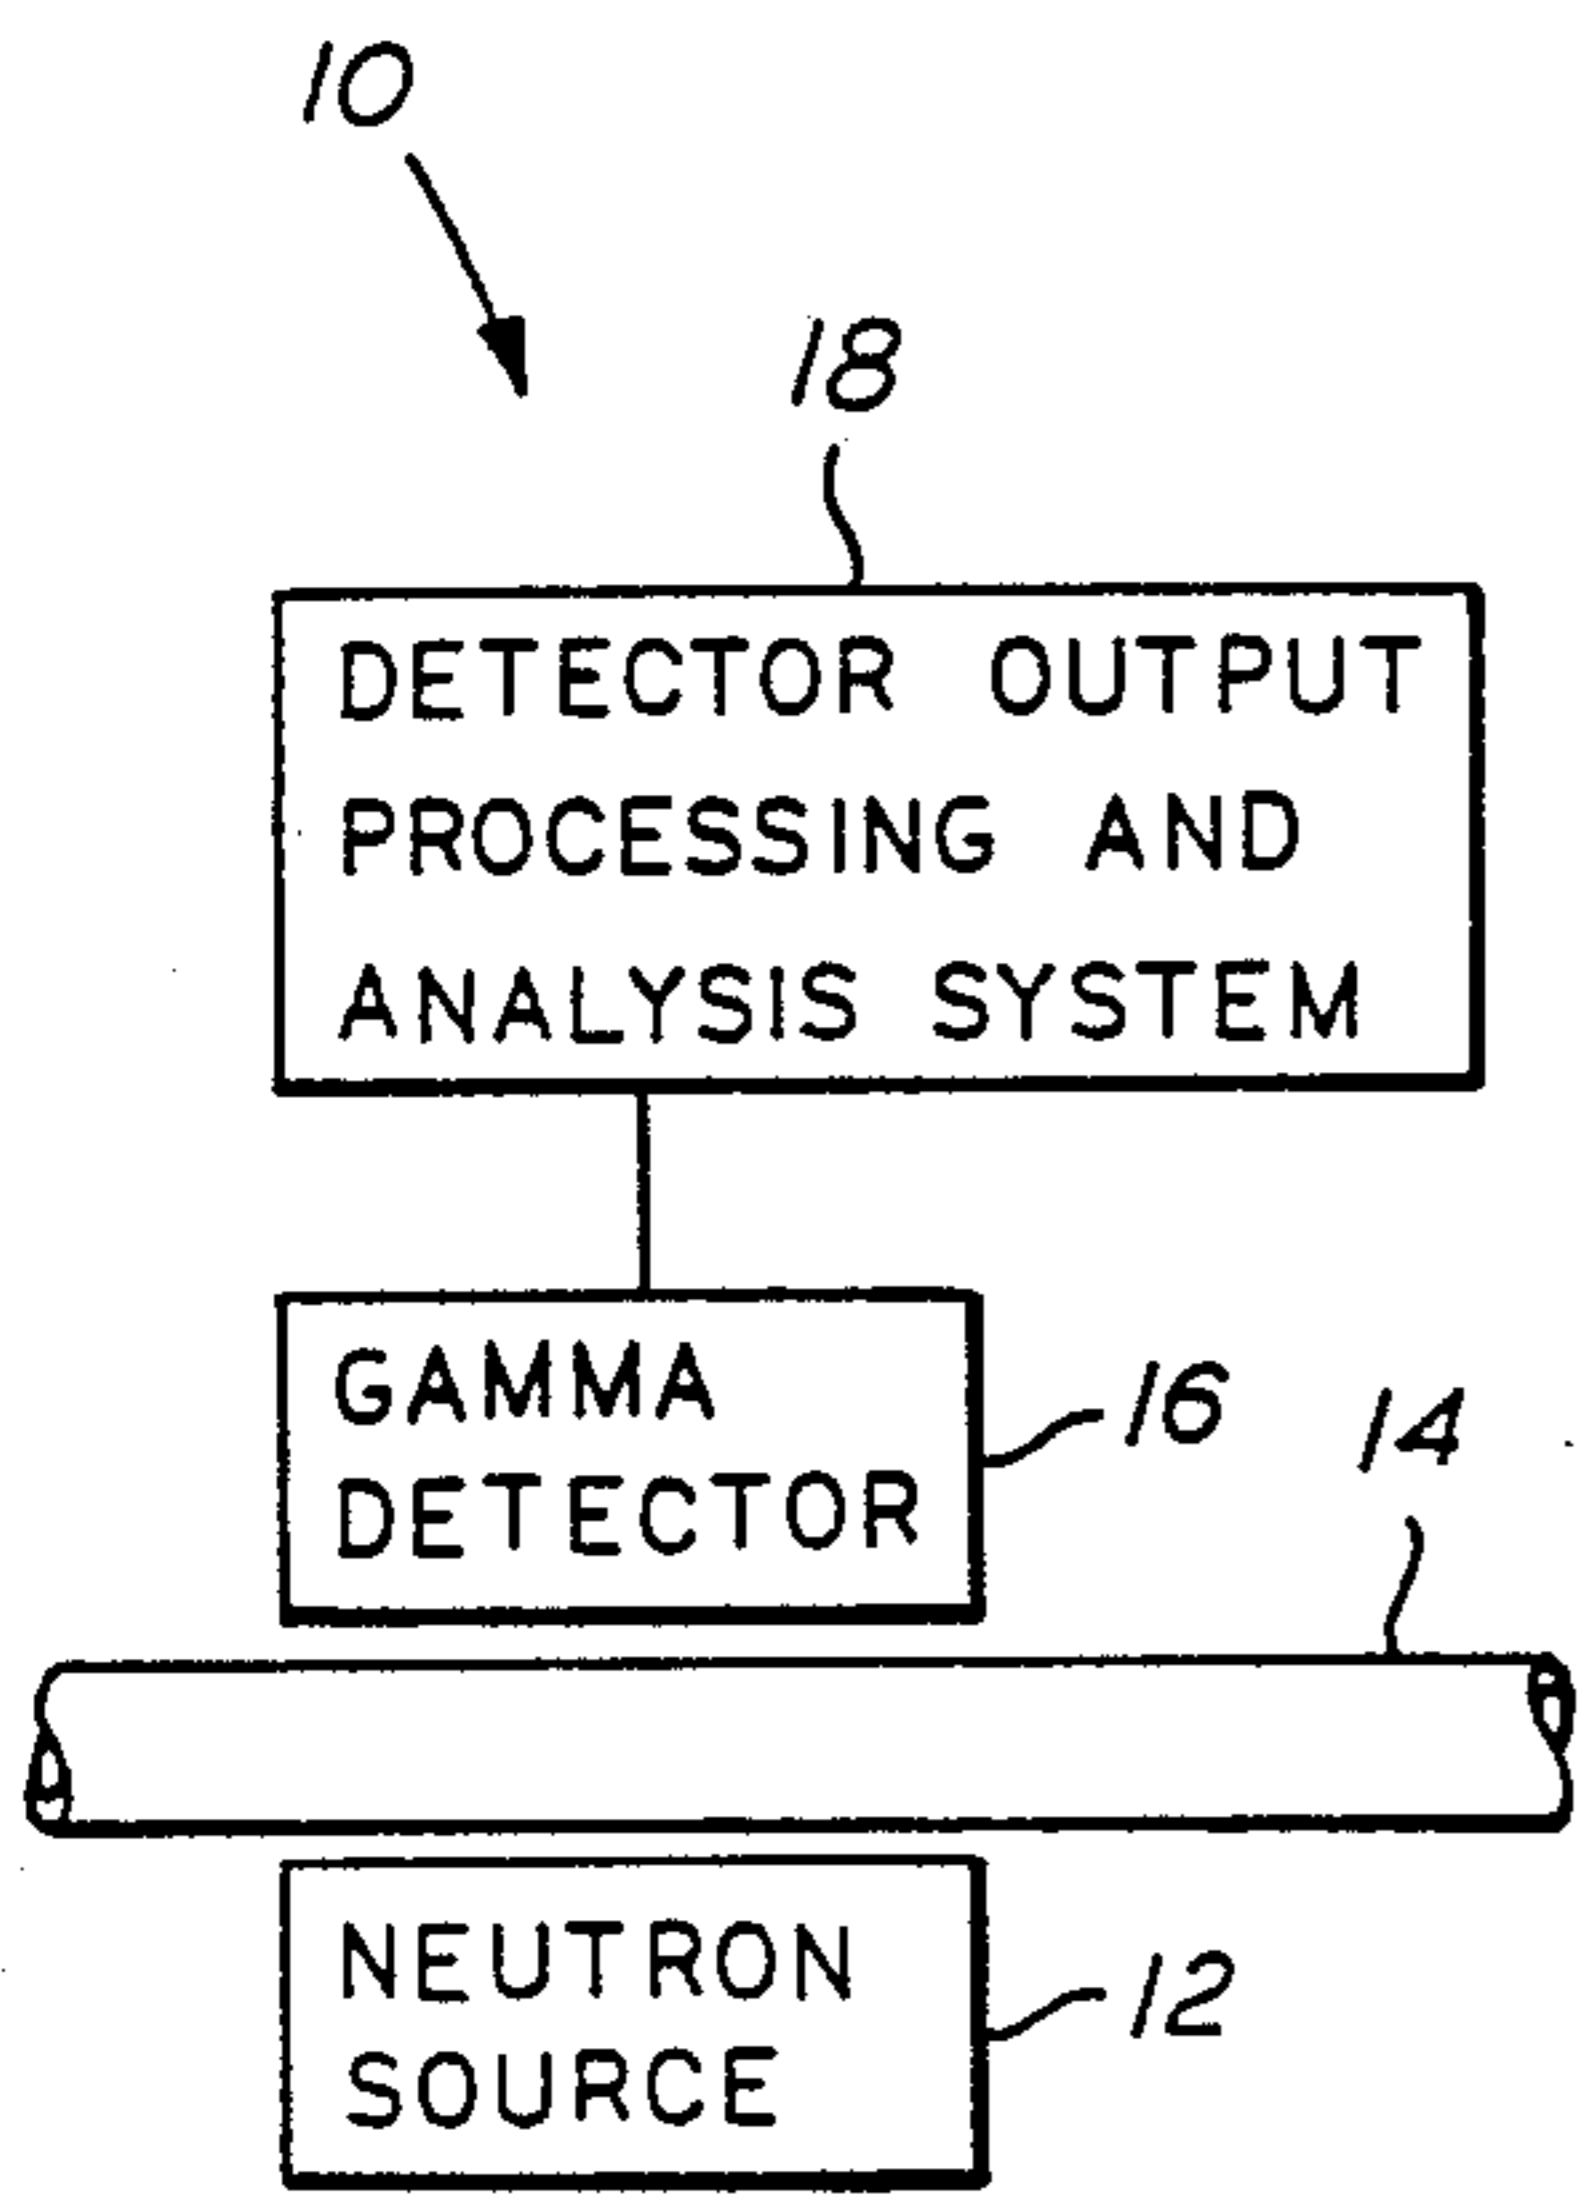 10
18
DETECTOR OUTPUT
PROCESSING AND
ANALYSIS SYSTEM
GAMMA
DETECTOR
16
14
NEUTRON
SOURCE
12